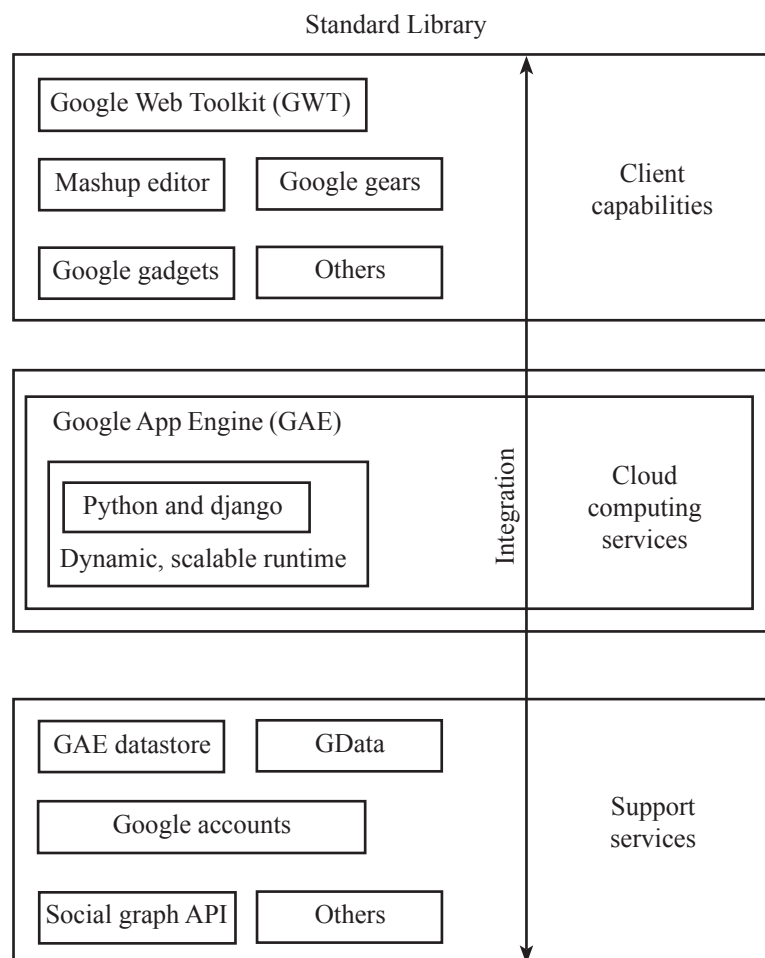 Standard Library
Google Web Toolkit (GWT)
Mashup editor
Google gears
Google gadgets
Others
Client
capabilities
Google App Engine (GAE)
Python and django
Dynamic, scalable runtime
Integration
Cloud
computing
services
GAE datastore
GData
Google accounts
Social graph API
Others
Support
services